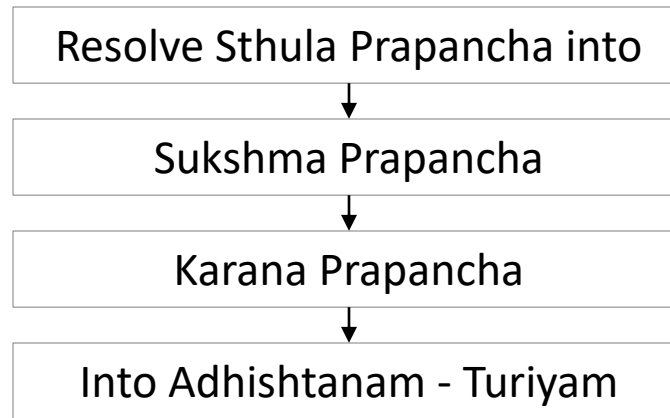 Resolve Sthula Prapancha into
Sukshma Prapancha
Karana Prapancha
Into Adhishtanam - Turiyam